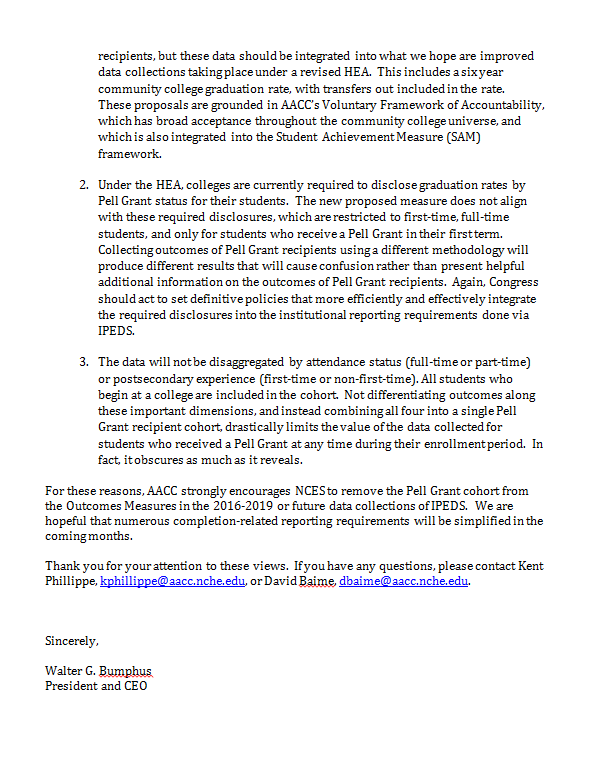 recipients, but these data should be integrated into what we hope are improved
data collections taking place under a revised HEA.  This includes a six year
community college graduation rate, with transfers out included in the rate.
These proposals are grounded in AACC's Voluntary Framework of Accountability,
which has broad acceptance throughout the community college universe, and
which is also integrated into the Student Achievement Measure (SAM)
framework.
2. Under the HEA, colleges are currently required to disclose graduation rates by
Pell Grant status for their students.  The new proposed measure does not align
with these required disclosures, which are restricted to first-time, full-time
students, and only for students who receive a Pell Grant in their first term.
Collecting outcomes of Pell Grant recipients using a different methodology will
produce different results that will cause confusion rather than present helpful
additional information on the outcomes of Pell Grant recipients.  Again, Congress
should act to set definitive policies that more efficiently and effectively integrate
the required disclosures into the institutional reporting requirements done via
IPEDS.
3. The data will not be disaggregated by attendance status (full-time or part-time)
or postsecondary experience (first-time or non-first-time). All students who
begin at a college are included in the cohort.  Not differentiating outcomes along
these important dimensions, and instead combining all four into a single Pell
Grant recipient cohort, drastically limits the value of the data collected for
students who received a Pell Grant at any time during their enrollment period.  In
fact, it obscures as much as it reveals.
For these reasons, AACC strongly encourages NCES to remove the Pell Grant cohort from
the Outcomes Measures in the 2016-2019 or future data collections of IPEDS.  We are
hopeful that numerous completion-related reporting requirements will be simplified in the
coming months.
Thank you for your attention to these views.  If you have any questions, please contact Kent
Phillippe, kphillippe@aacc.nche.edu, or David Baime, dbaime@aacc.nche.edu.
Sincerely,
Walter G. Bumphus
President and CEO